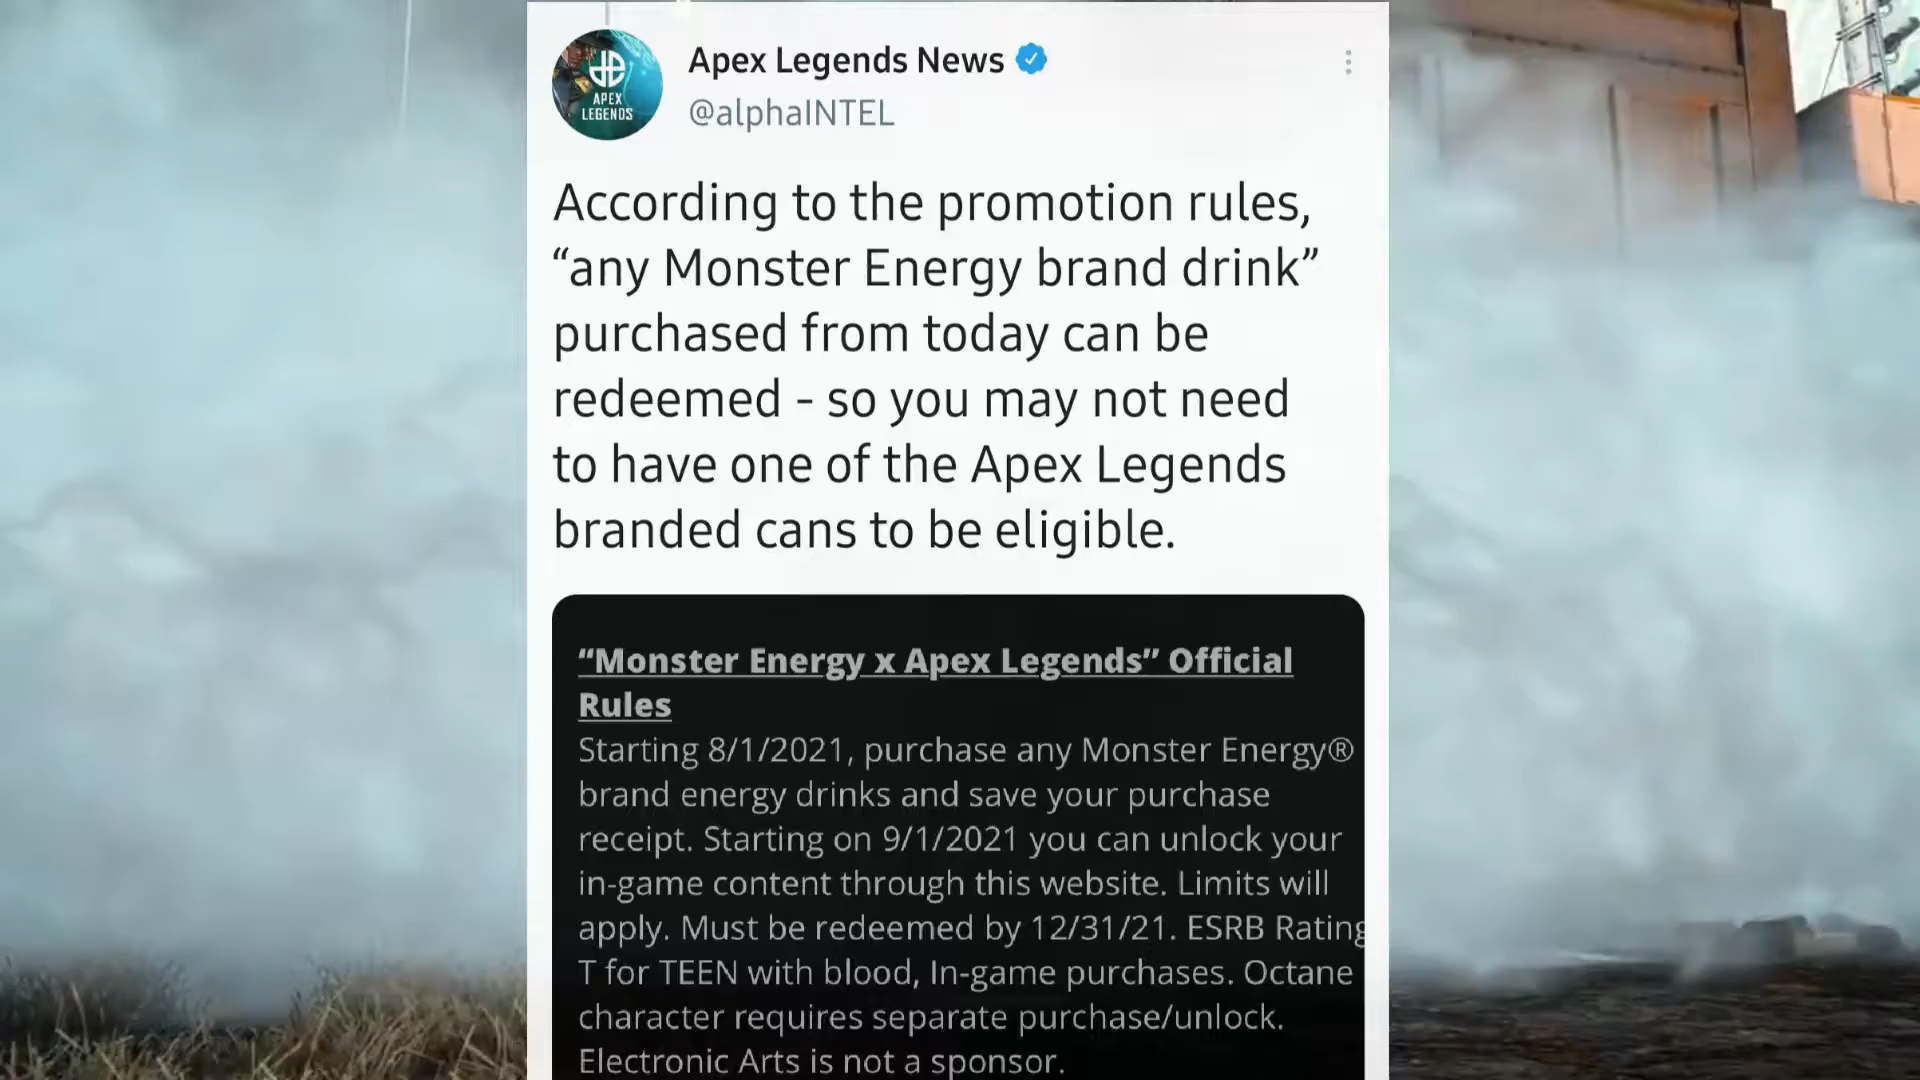 Apex Legends News
@alphaINTEL
APEX
LEGENDS
According to the promotion rules,
“any Monster Energy brand drink”
purchased from today can be
redeemed - so you may not need
to have one of the Apex Legends
branded cans to be eligible.
“Monster Energy x Apex Legends” Official
Rules
Starting 8/1/2021, purchase any Monster Energy®
brand energy drinks and save your purchase
receipt. Starting on 9/1/2021 you can unlock your
in-game content through this website. Limits will
apply. Must be redeemed by 12/31/21. ESRB Rating
T for TEEN with blood, In-game purchases. Octane
character requires separate purchase/unlock.
Electronic Arts is not a sponsor.